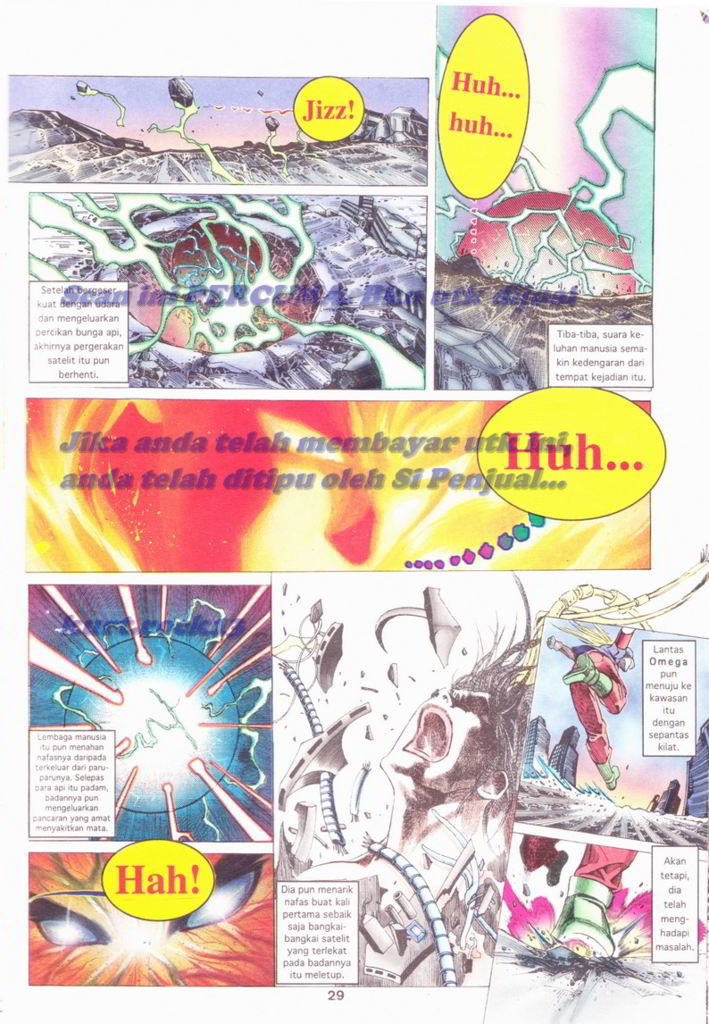 Jizz!
Huh...
huh...
Setelah bergeser
kuat dengan udara
dan mengeluarkan
percikan bunga api,
akhirnya pergerakan
satelit itu pun
berhenti.
ini PERCUMA, BUKAN utk dijual
Tiba-tiba, suara ke-
luhan manusia sema-
kin kedengaran dari
tempat kejadian itu.
Jika anda telah membayar utk ini,
anda telah ditipu oleh Si Penjual...
Huh...
Lembaga manusia
itu pun menahan
nafasnya daripada
terkeluar dari paru-
parunya. Selepas
bara api itu padam,
badannya pun
mengeluarkan
pancaran yang amat
menyakitkan mata.
Hah!
Dia pun menarik
nafas buat kali
pertama sebaik
saja bangkai-
bangkai satelit
yang terlekat
pada badannya
itu meletup.
Lantas
Omega
pun
menuju ke
kawasan
itu
dengan
sepantas
kilat.
Akan
tetapi,
dia
telah
meng-
hadapi
masalah.
29